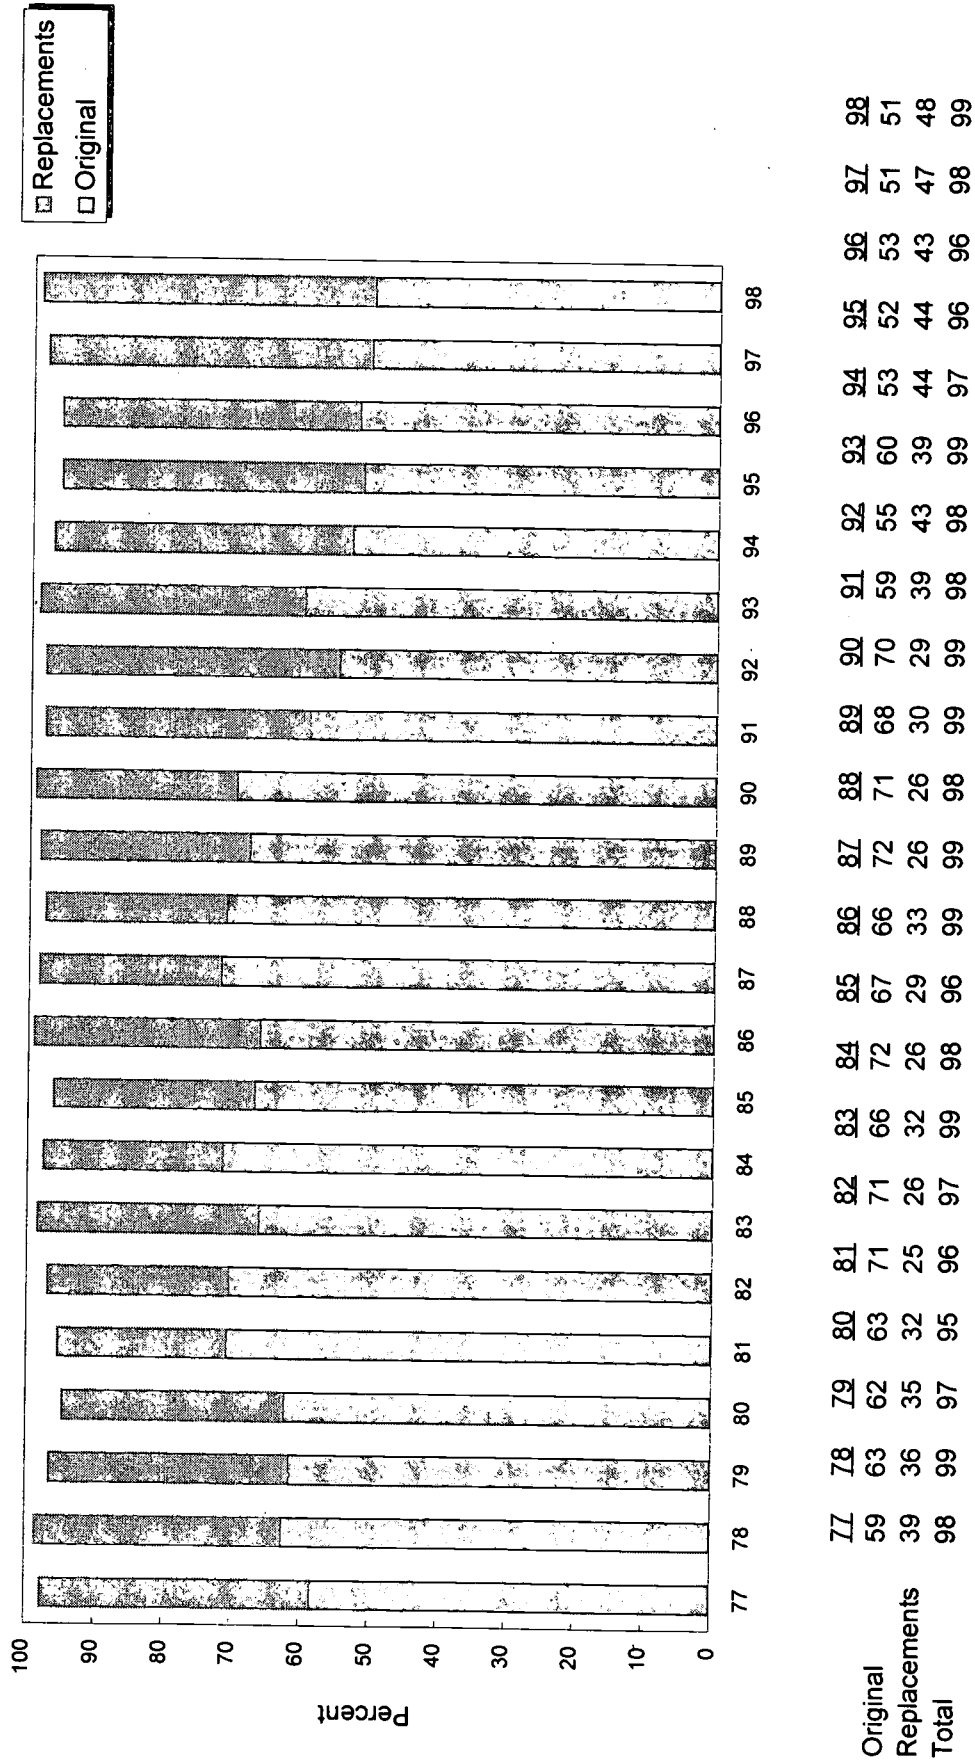 Replacements
Original
Percent
100
90
80
70
60
50
40
30
20
10
0
77 78 79 80 81 82 83 84 85 86 87 88 89 90 91 92 93 94 95 96 97 98
77 78 79 80 81 82 83 84 85 86 87 88 89 90 91 92 93 94 95 96 97 98
Original 59 63 62 63 71 71 66 72 67 66 72 71 68 70 59 55 60 53 52 53 51 51
Replacements 39 36 35 32 25 26 32 26 29 33 26 26 30 29 39 43 39 44 44 43 47 48
Total 98 99 97 95 96 97 99 98 96 99 99 98 99 99 98 98 99 97 96 96 98 99